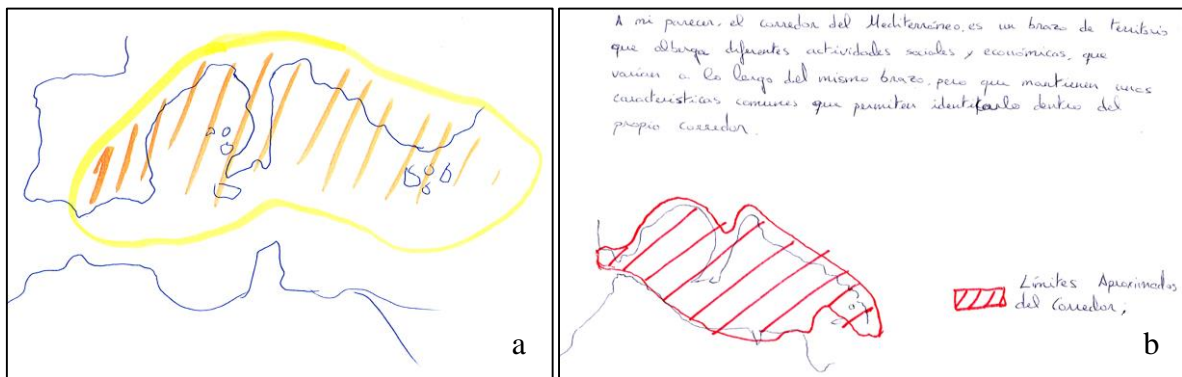 A mi parecer, el corredor del Mediterráneo, es un brazo de territorio
que alberga diferentes actividades sociales y económicas, que
varían a lo largo del mismo brazo, pero que mantienen unas
características comunes que permiten identificarlo dentro del
propio corredor.
Límites Aproximados
del Corredor;
a
b